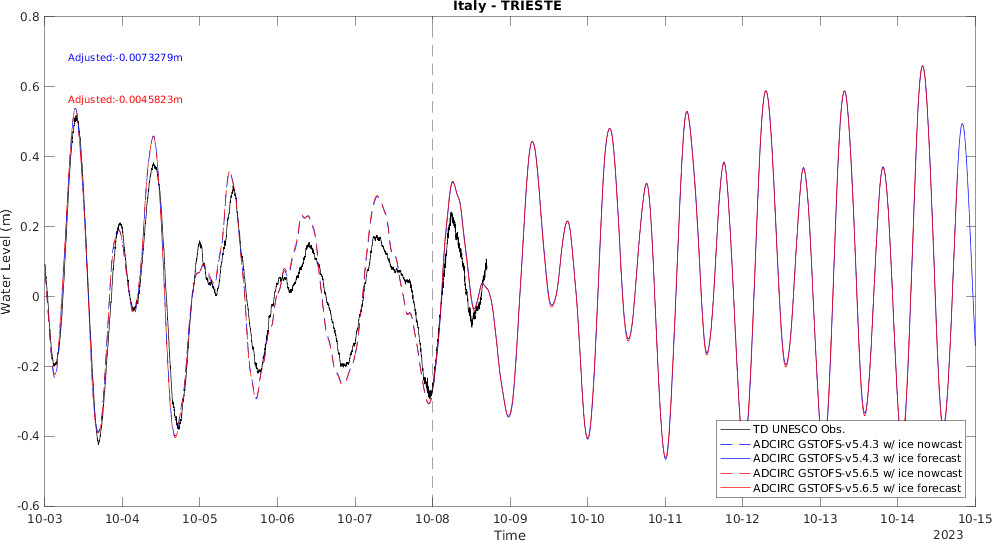 Italy - TRIESTE
Adjusted:-0.0073279m
Adjusted:-0.0045823m
Water Level (m)
0.8
0.6
0.4
0.2
0
-0.2
-0.4
-0.6
TD UNESCO Obs.
ADCIRC GSTOFS-v5.4.3 w/ ice nowcast
ADCIRC GSTOFS-v5.4.3 w/ ice forecast
ADCIRC GSTOFS-v5.6.5 w/ ice nowcast
ADCIRC GSTOFS-v5.6.5 w/ ice forecast
10-03 10-04 10-05 10-06 10-07 10-08 10-09 10-10 10-11 10-12 10-13 10-14 10-15
Time
2023